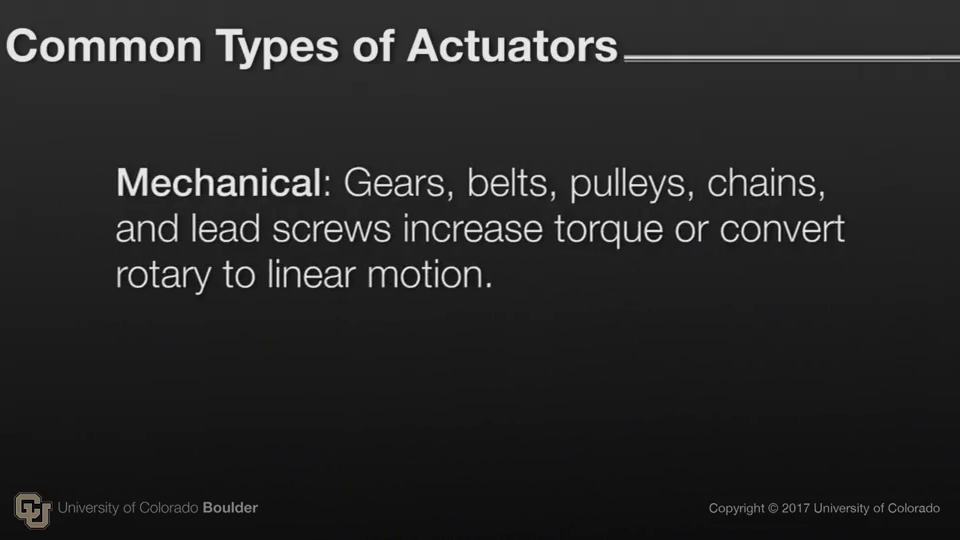 Common Types of Actuators
Mechanical: Gears, belts, pulleys, chains,
and lead screws increase torque or convert
rotary to linear motion.
CU University of Colorado Boulder
Copyright © 2017 University of Colorado